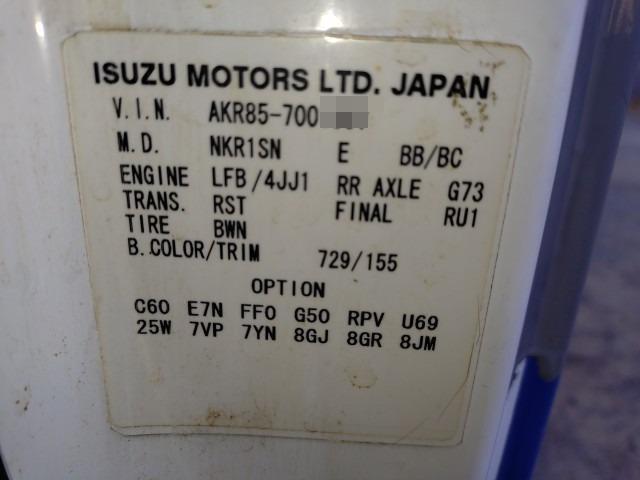 ISUZU MOTORS LTD. JAPAN
V.I.N. AKR85-700
M.D. NKR1SN E BB/BC
ENGINE LFB/4JJ1 RR AXLE G73
TRANS. RST FINAL RU1
TIRE BWN
B.COLOR/TRIM 729/155
OPTION
C60 E7N FF0 G50 RPV U69
25W 7VP 7YN 8GJ 8GR 8JM